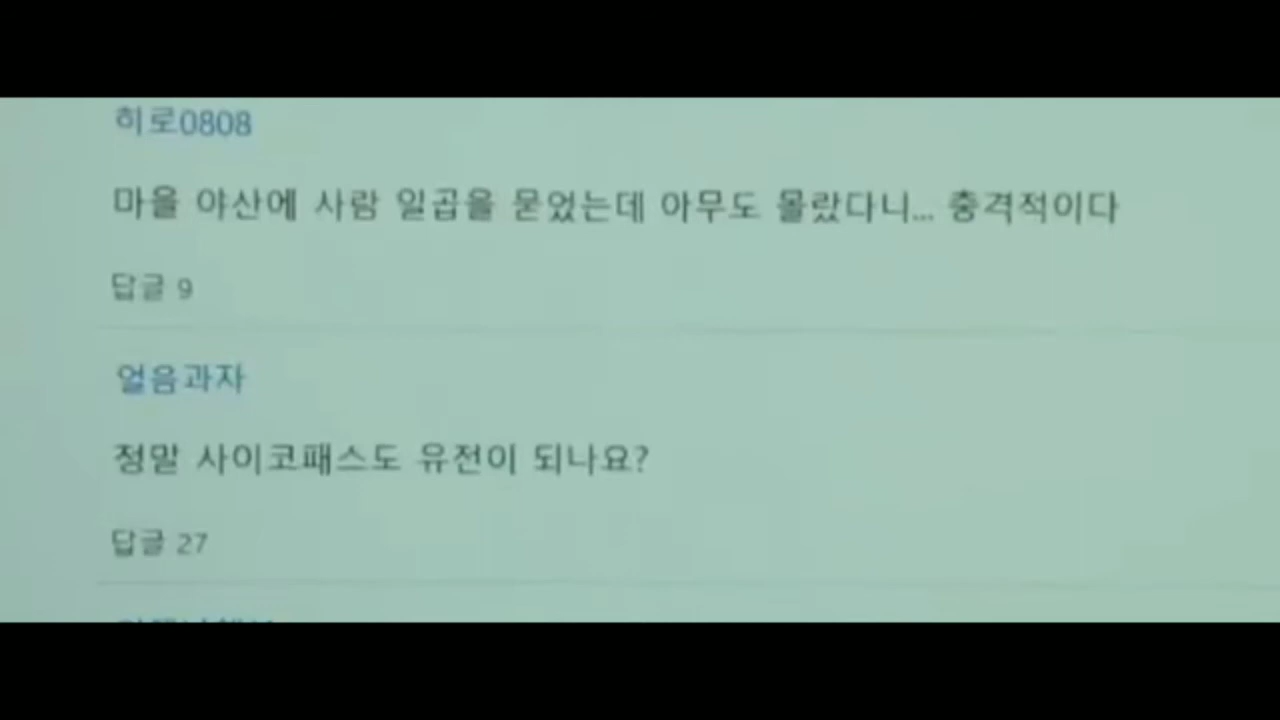 히로0808
마을 야산에 사람 일곱을 묻었는데 아무도 몰랐다니... 충격적이다
답글 9
얼음과자
정말 사이코패스도 유전이 되나요?
답글 27